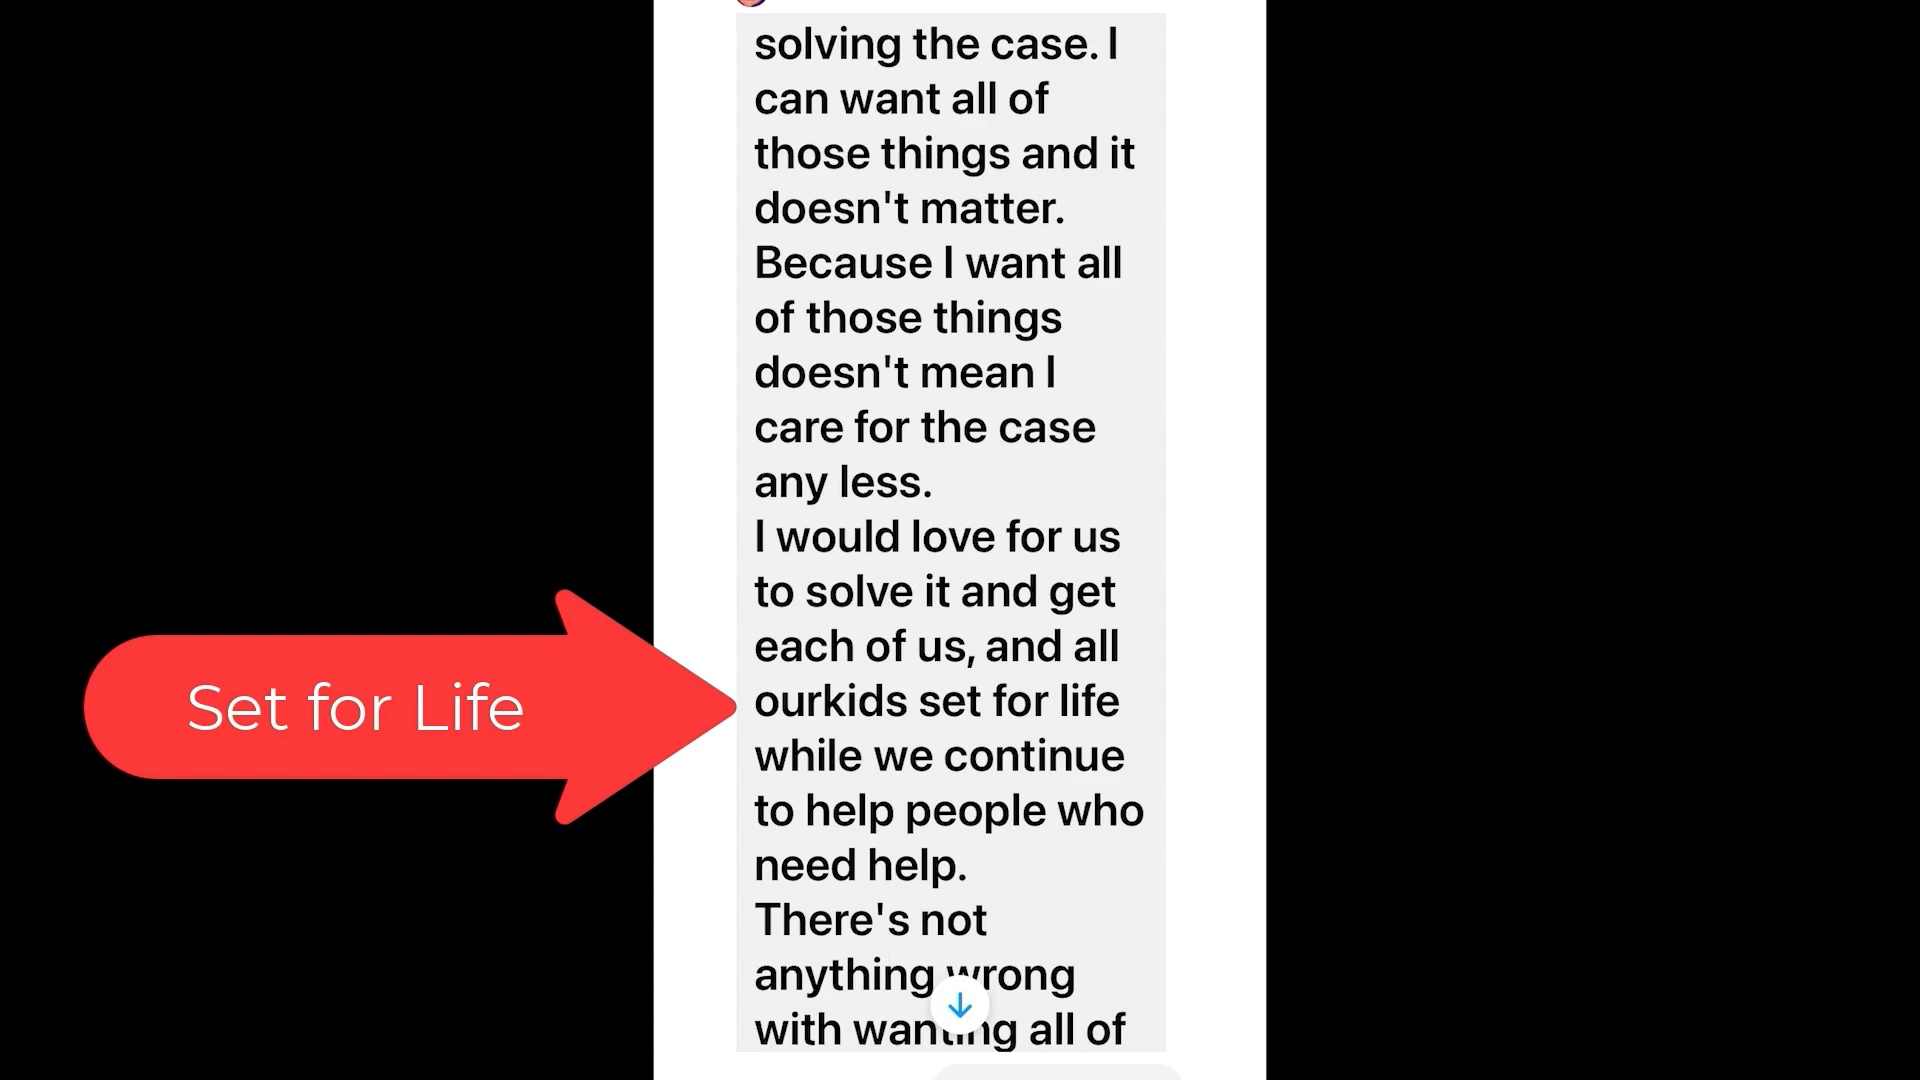 solving the case. I
can want all of
those things and it
doesn't matter.
Because I want all
of those things
doesn't mean I
care for the case
any less.
I would love for us
to solve it and get
each of us, and all
ourkids set for life
while we continue
to help people who
need help.
There's not
anything wrong
with wanting all of
Set for Life